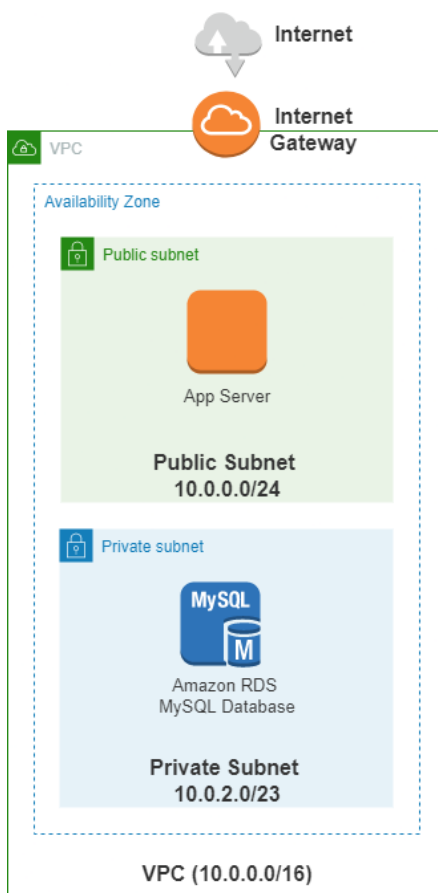 Internet
Internet
Gateway
VPC
Availability Zone
Public subnet
App Server
Public Subnet
10.0.0.0/24
Private subnet
MySQL
M
Amazon RDS
MySQL Database
Private Subnet
10.0.2.0/23
VPC (10.0.0.0/16)